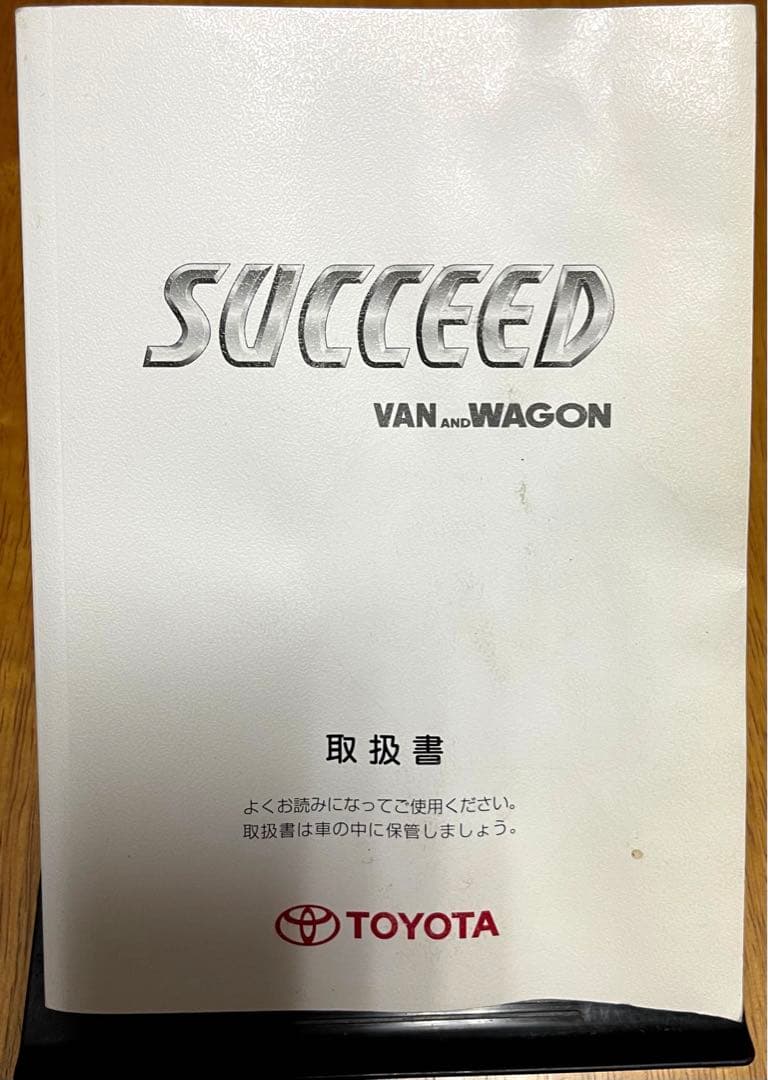 SUCCEED
VAN AND WAGON
取扱書
よくお読みになってご使用ください。
取扱書は車の中に保管しましょう。
TOYOTA